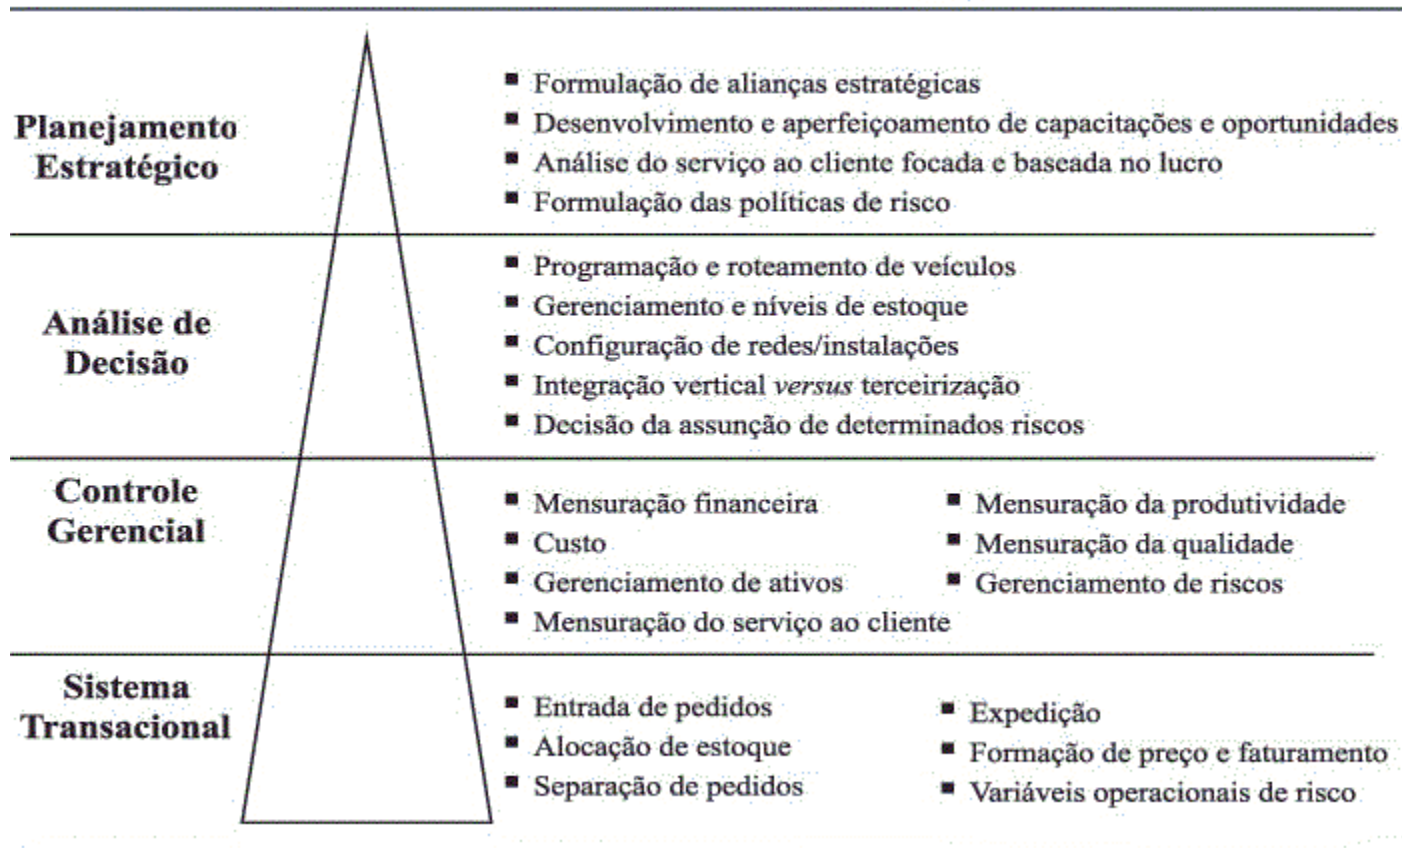 Planejamento
Estratégico
▪ Formulação de alianças estratégicas
▪ Desenvolvimento e aperfeiçoamento de capacitações e oportunidades
▪ Análise do serviço ao cliente focada e baseada no lucro
▪ Formulação das políticas de risco
Análise de
Decisão
▪ Programação e roteamento de veículos
▪ Gerenciamento e níveis de estoque
▪ Configuração de redes/instalações
▪ Integração vertical versus terceirização
▪ Decisão da assunção de determinados riscos
Controle
Gerencial
▪ Mensuração financeira
▪ Custo
▪ Gerenciamento de ativos
▪ Mensuração do serviço ao cliente
▪ Mensuração da produtividade
▪ Mensuração da qualidade
▪ Gerenciamento de riscos
Sistema
Transacional
▪ Entrada de pedidos
▪ Alocação de estoque
▪ Separação de pedidos
▪ Expedição
▪ Formação de preço e faturamento
▪ Variáveis operacionais de risco